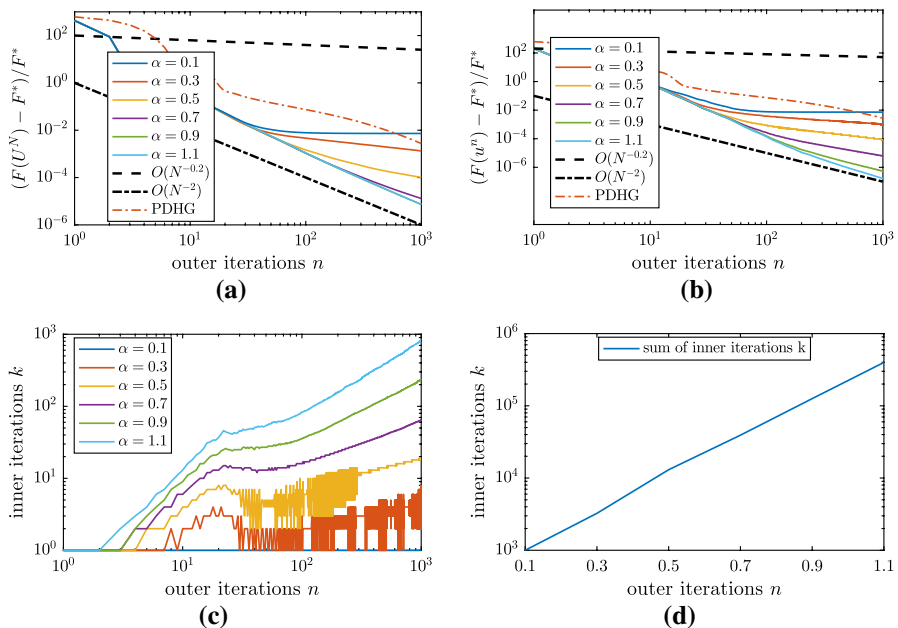 (F(U^N) − F*)/F*
10^2
10^0
10^-2
10^-4
10^-6
α = 0.1
α = 0.3
α = 0.5
α = 0.7
α = 0.9
α = 1.1
O(N^-0.2)
O(N^-2)
PDHG
10^0 10^1 10^2 10^3
outer iterations n
(a)
(F(u^n) − F*)/F*
10^2
10^0
10^-2
10^-4
10^-6
α = 0.1
α = 0.3
α = 0.5
α = 0.7
α = 0.9
α = 1.1
O(N^-0.2)
O(N^-2)
PDHG
10^0 10^1 10^2 10^3
outer iterations n
(b)
inner iterations k
10^3
10^2
10^1
10^0
α = 0.1
α = 0.3
α = 0.5
α = 0.7
α = 0.9
α = 1.1
10^0 10^1 10^2 10^3
outer iterations n
(c)
inner iterations k
10^6
10^5
10^4
10^3
sum of inner iterations k
0.1 0.3 0.5 0.7 0.9 1.1
outer iterations n
(d)